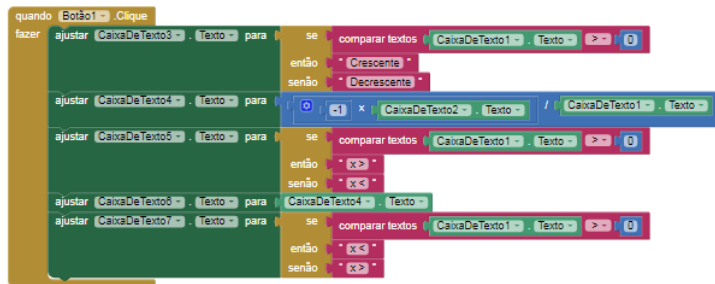 quando Botão1 .Clique
fazer ajustar CaixaDeTexto3 . Texto para se comparar textos CaixaDeTexto1 . Texto > 0
então " Crescente "
senão " Decrescente "
ajustar CaixaDeTexto4 . Texto para -1 × CaixaDeTexto2 . Texto / CaixaDeTexto1 . Texto
ajustar CaixaDeTexto5 . Texto para se comparar textos CaixaDeTexto1 . Texto > 0
então " x > "
senão " x < "
ajustar CaixaDeTexto6 . Texto para CaixaDeTexto4 . Texto
ajustar CaixaDeTexto7 . Texto para se comparar textos CaixaDeTexto1 . Texto > 0
então " x < "
senão " x > "